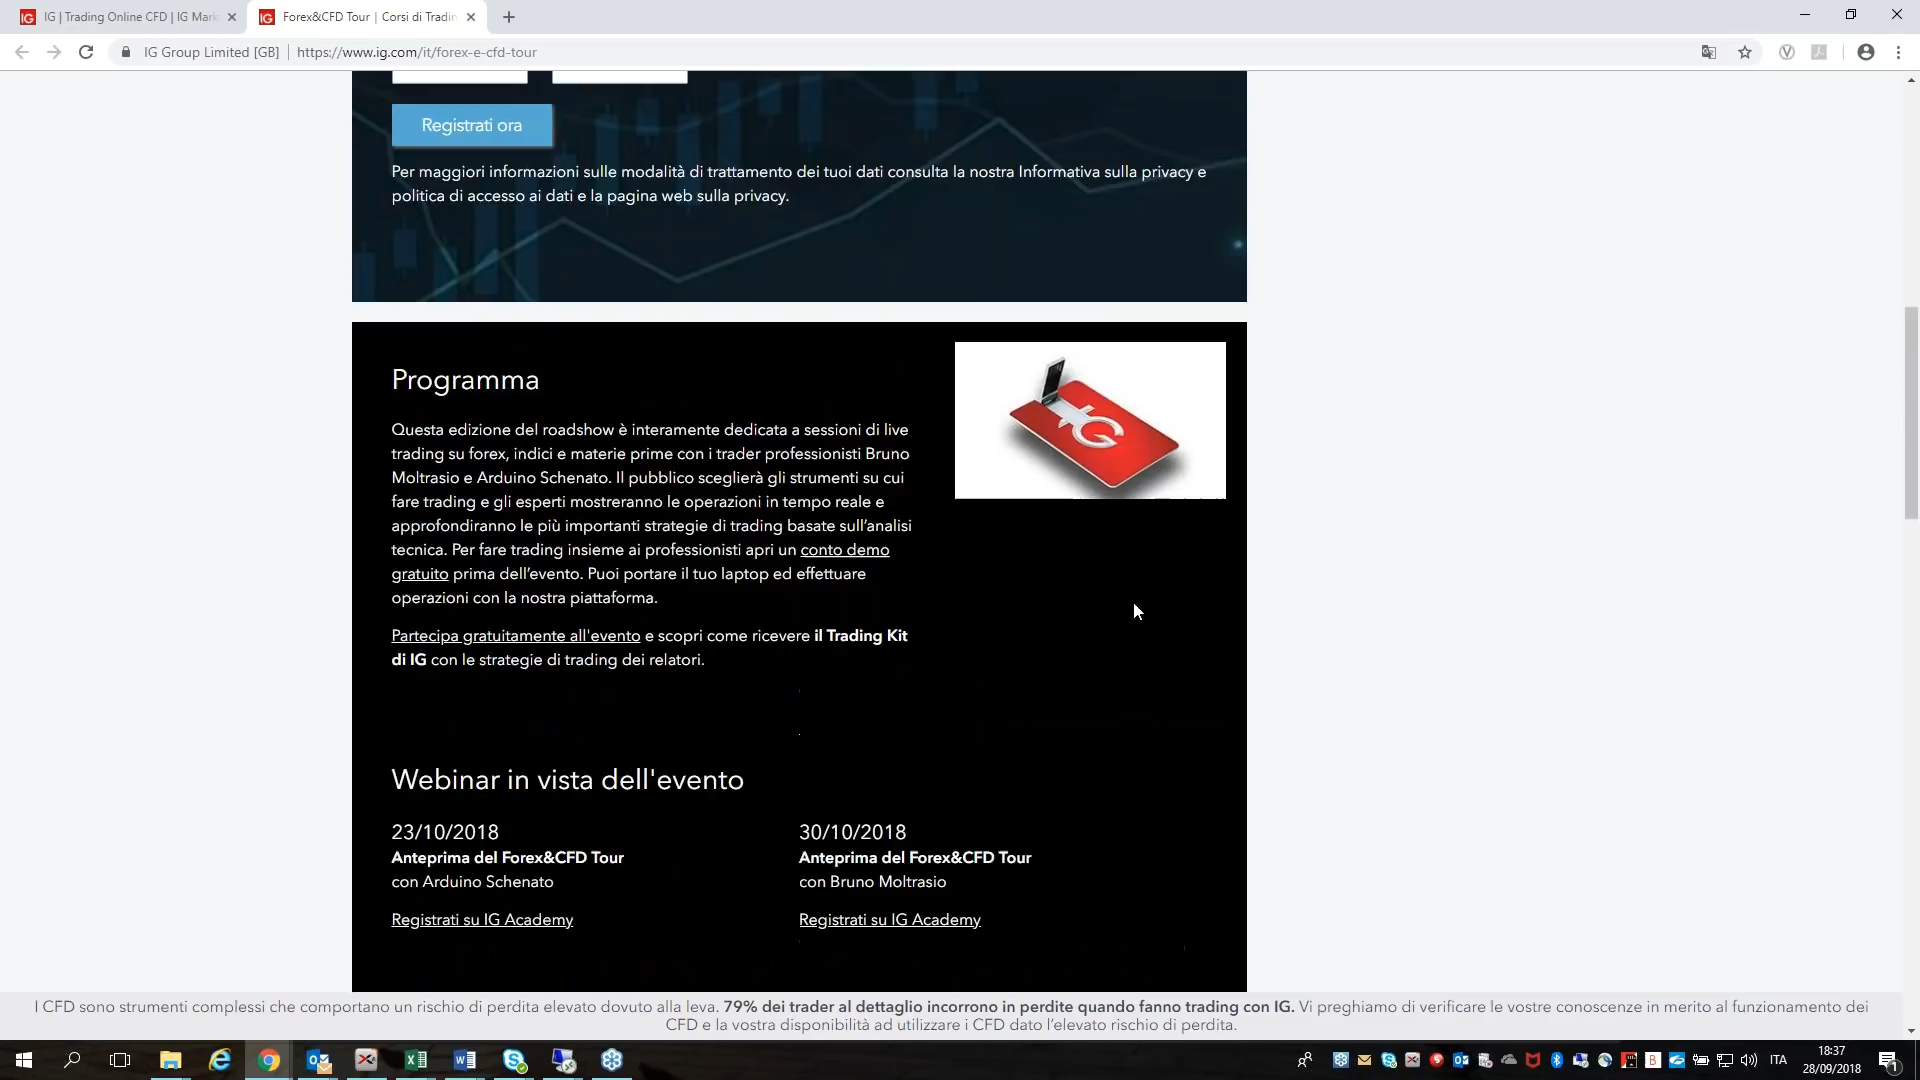 IG | Trading Online CFD | IG Mark
Forex&CFD Tour | Corsi di Tradin
IG Group Limited [GB]
https://www.ig.com/it/forex-e-cfd-tour
Registrati ora
Per maggiori informazioni sulle modalità di trattamento dei tuoi dati consulta la nostra Informativa sulla privacy e
politica di accesso ai dati e la pagina web sulla privacy.
Programma
Questa edizione del roadshow è interamente dedicata a sessioni di live
trading su forex, indici e materie prime con i trader professionisti Bruno
Moltrasio e Arduino Schenato. Il pubblico sceglierà gli strumenti su cui
fare trading e gli esperti mostreranno le operazioni in tempo reale e
approfondiranno le più importanti strategie di trading basate sull'analisi
tecnica. Per fare trading insieme ai professionisti apri un conto demo
gratuito prima dell'evento. Puoi portare il tuo laptop ed effettuare
operazioni con la nostra piattaforma.
IG
Partecipa gratuitamente all'evento e scopri come ricevere il Trading Kit
di IG con le strategie di trading dei relatori.
Webinar in vista dell'evento
23/10/2018
Anteprima del Forex&CFD Tour
con Arduino Schenato
Registrati su IG Academy
30/10/2018
Anteprima del Forex&CFD Tour
con Bruno Moltrasio
Registrati su IG Academy
I CFD sono strumenti complessi che comportano un rischio di perdita elevato dovuto alla leva. 79% dei trader al dettaglio incorrono in perdite quando fanno trading con IG. Vi preghiamo di verificare le vostre conoscenze in merito al funzionamento dei
CFD e la vostra disponibilità ad utilizzare i CFD dato l'elevato rischio di perdita.
ITA
18:37
28/09/2018
1